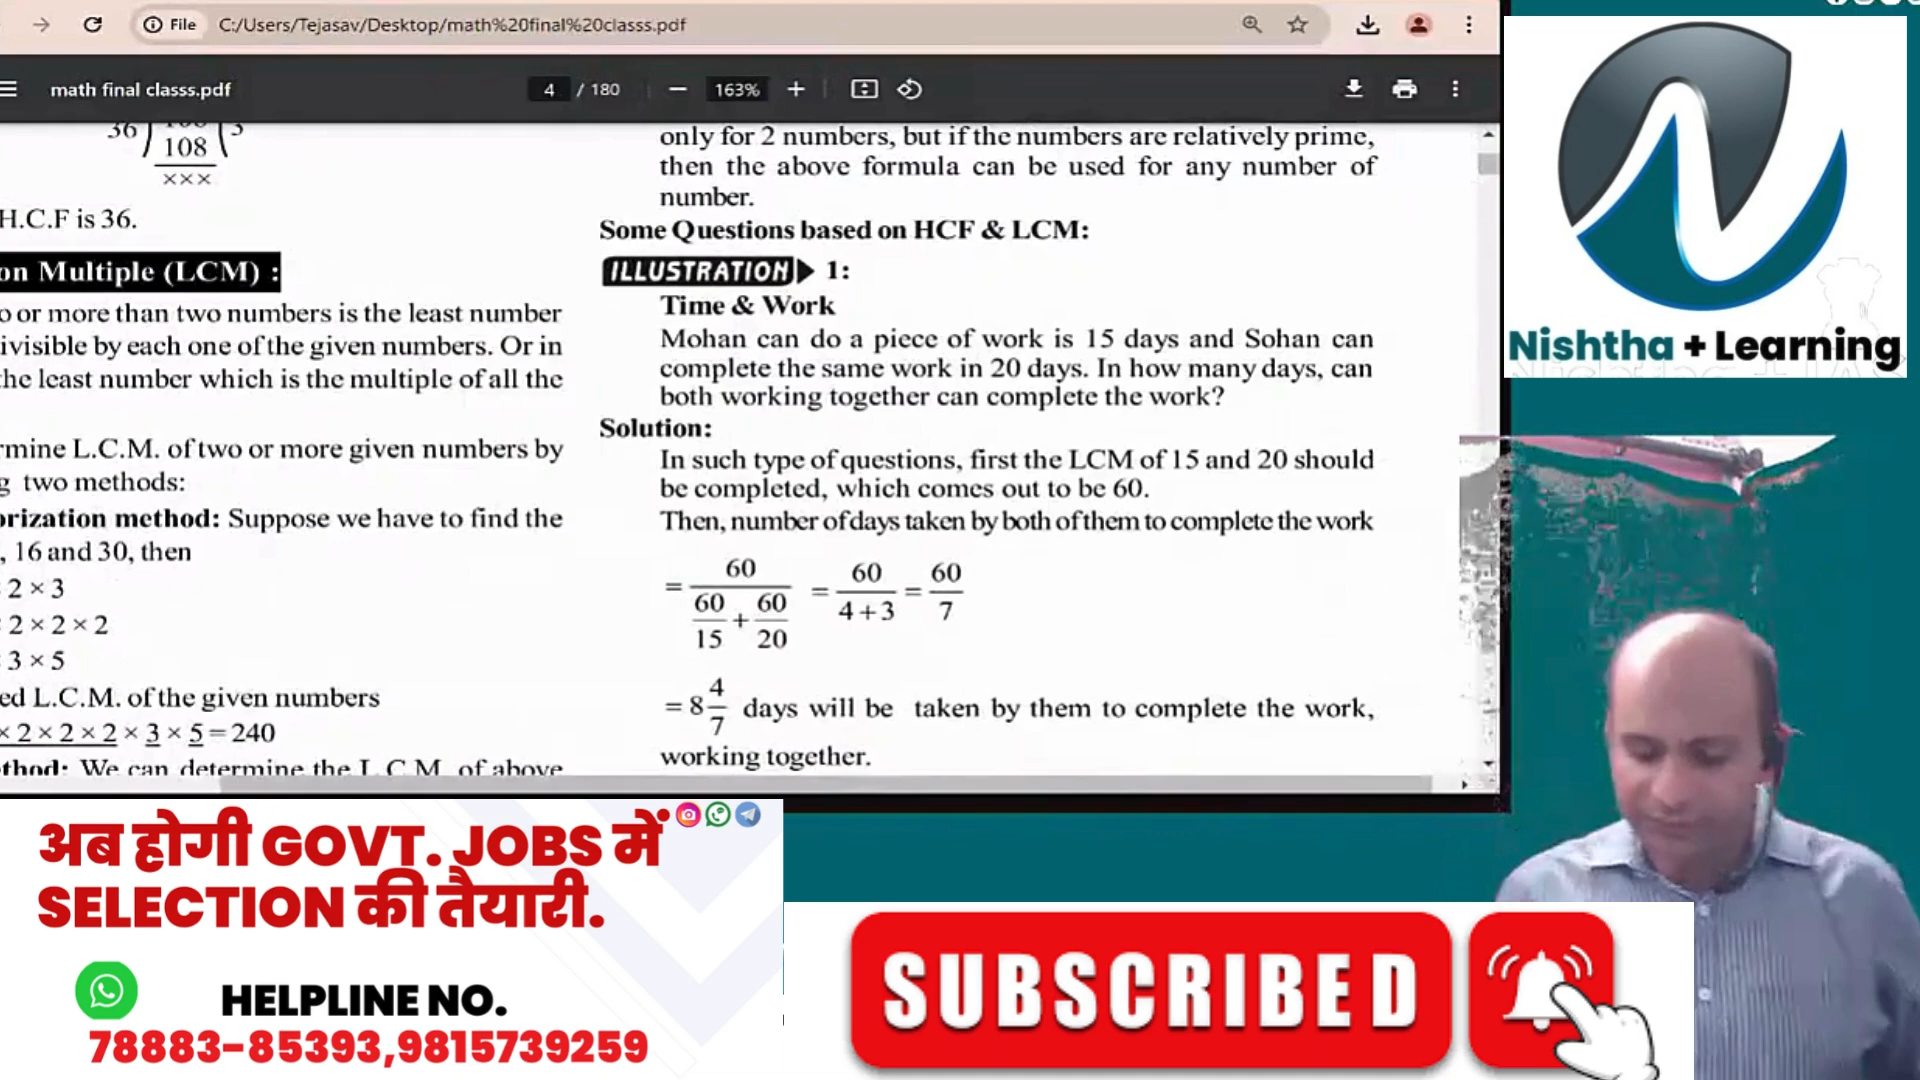 File C:/Users/Tejasav/Desktop/math%20final%20classs.pdf
math final classs.pdf
4 / 180
163%
36
108
×××
H.C.F is 36.
on Multiple (LCM) :
o or more than two numbers is the least number
ivisible by each one of the given numbers. Or in
he least number which is the multiple of all the
rmine L.C.M. of two or more given numbers by
g two methods:
orization method: Suppose we have to find the
, 16 and 30, then
2 × 3
2 × 2 × 2
3 × 5
ed L.C.M. of the given numbers
× 2 × 2 × 2 × 3 × 5 = 240
thod: We can determine the L.C.M. of above
only for 2 numbers, but if the numbers are relatively prime,
then the above formula can be used for any number of
number.
Some Questions based on HCF & LCM:
ILLUSTRATION 1:
Time & Work
Mohan can do a piece of work is 15 days and Sohan can
complete the same work in 20 days. In how many days, can
both working together can complete the work?
Solution:
In such type of questions, first the LCM of 15 and 20 should
be completed, which comes out to be 60.
Then, number of days taken by both of them to complete the work
= 60 / (60/15 + 60/20) = 60 / (4 + 3) = 60/7
= 8 4/7 days will be taken by them to complete the work,
working together.
Nishtha + Learning
अब होगी GOVT. JOBS में
SELECTION की तैयारी.
HELPLINE NO.
78883-85393,9815739259
SUBSCRIBED